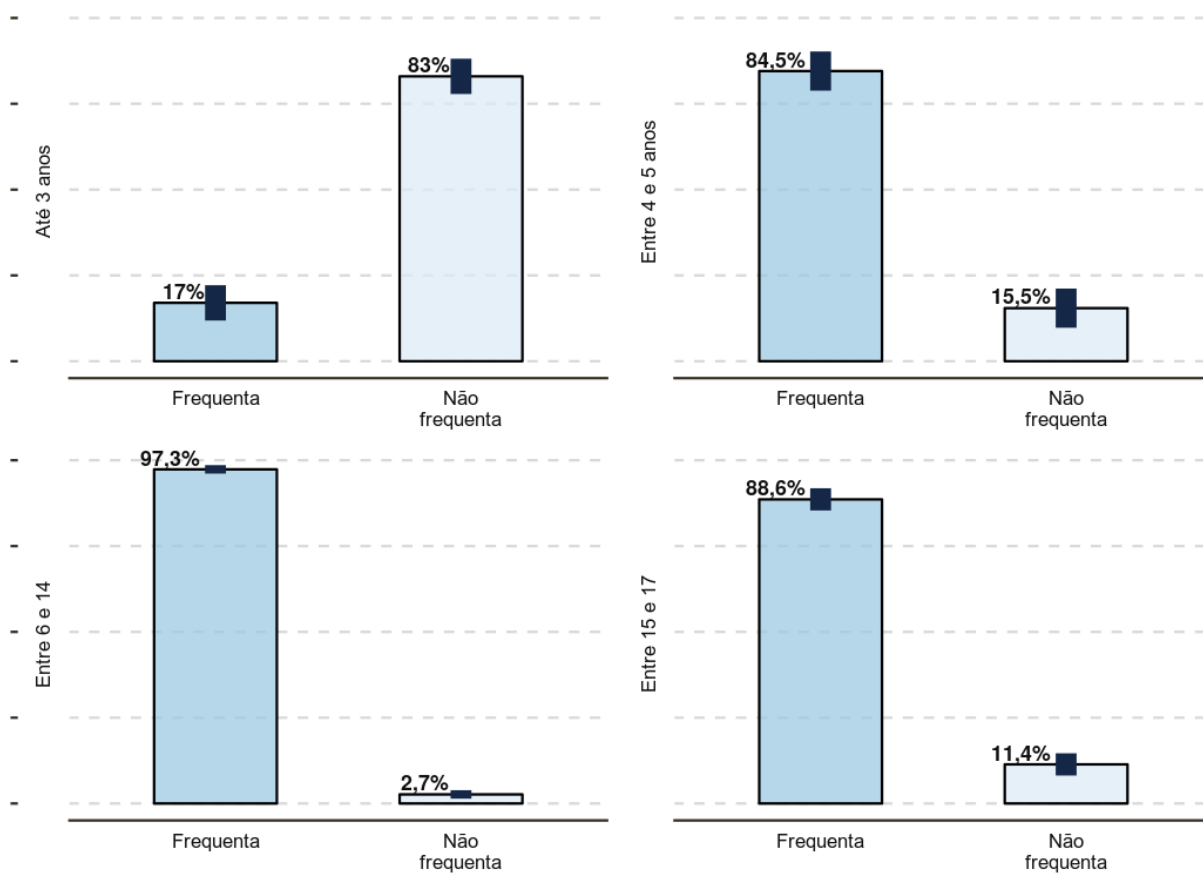 Até 3 anos
17%
83%
Frequenta
Não
frequenta
Entre 4 e 5 anos
84,5%
15,5%
Frequenta
Não
frequenta
Entre 6 e 14
97,3%
2,7%
Frequenta
Não
frequenta
Entre 15 e 17
88,6%
11,4%
Frequenta
Não
frequenta